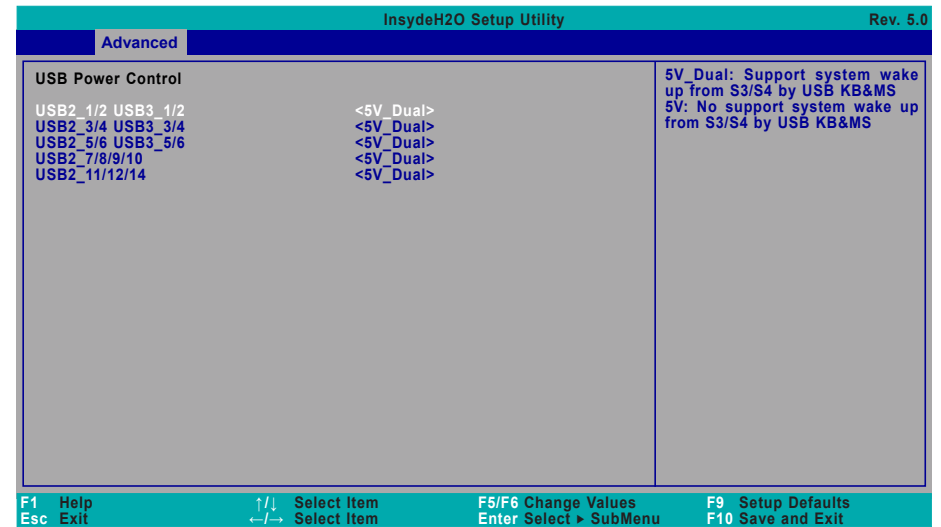 InsydeH2O Setup Utility Rev. 5.0
Advanced
USB Power Control
USB2_1/2 USB3_1/2 <5V_Dual>
USB2_3/4 USB3_3/4 <5V_Dual>
USB2_5/6 USB3_5/6 <5V_Dual>
USB2_7/8/9/10 <5V_Dual>
USB2_11/12/14 <5V_Dual>
5V_Dual: Support system wake
up from S3/S4 by USB KB&MS
5V: No support system wake up
from S3/S4 by USB KB&MS
F1 Help ↑/↓ Select Item F5/F6 Change Values F9 Setup Defaults
Esc Exit ←/→ Select Item Enter Select ▶ SubMenu F10 Save and Exit